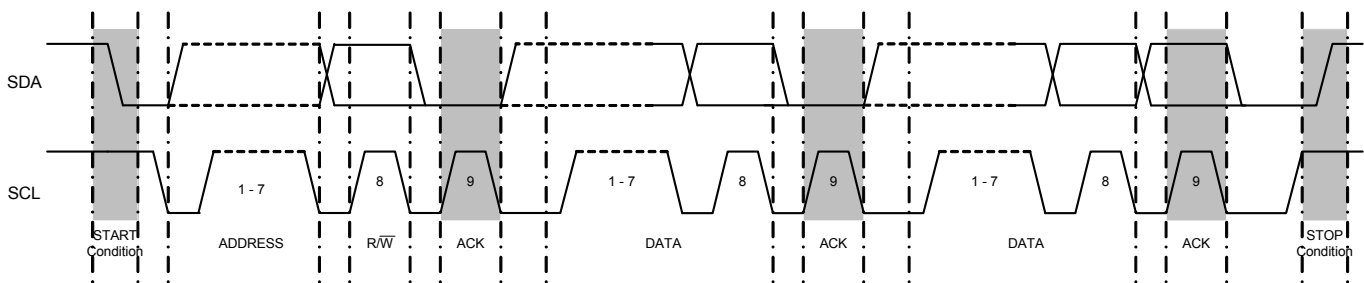 SDA
SCL
1 - 7
8
9
1 - 7
8
9
1 - 7
8
9
START
Condition
ADDRESS
R/W̅
ACK
DATA
ACK
DATA
ACK
STOP
Condition